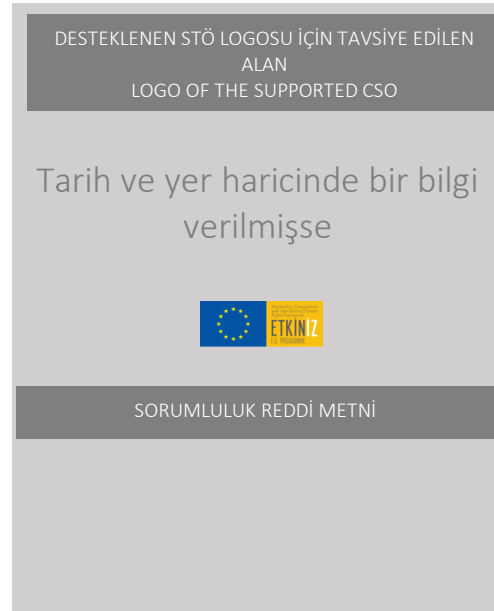 DESTEKLENEN STÖ LOGOSU İÇİN TAVSİYE EDİLEN
ALAN
LOGO OF THE SUPPORTED CSO
Tarih ve yer haricinde bir bilgi
verilmişse
ETKİNİZ
E.U. PROGRAMME
SORUMLULUK REDDİ METNİ